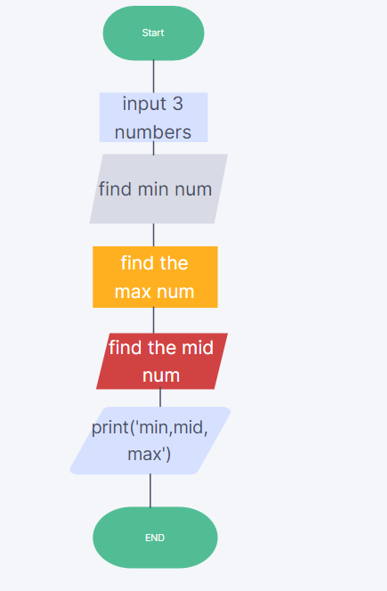 Start
input 3
numbers
find min num
find the
max num
find the mid
num
print('min,mid,
max')
END